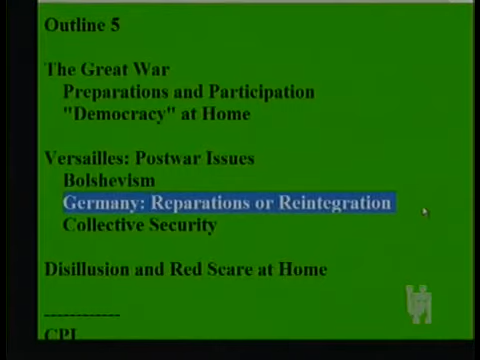 Outline 5
The Great War
Preparations and Participation
"Democracy" at Home
Versailles: Postwar Issues
Bolshevism
Germany: Reparations or Reintegration
Collective Security
Disillusion and Red Scare at Home
------------
CPI